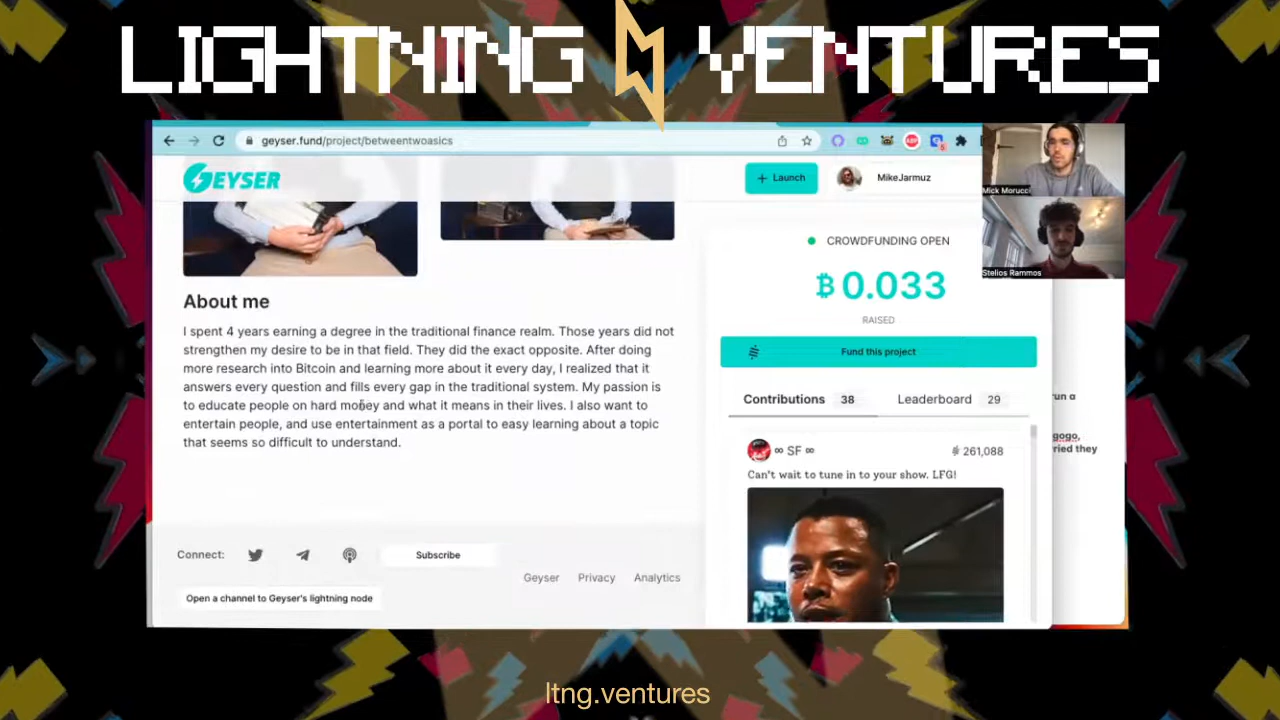 LIGHTNING VENTURES
geyser.fund/project/betweentwoasics
GEYSER
+ Launch
MikeJarmuz
Mick Morucci
Stelios Rammos
CROWDFUNDING OPEN
₿ 0.033
RAISED
Fund this project
About me
I spent 4 years earning a degree in the traditional finance realm. Those years did not
strengthen my desire to be in that field. They did the exact opposite. After doing
more research into Bitcoin and learning more about it every day, I realized that it
answers every question and fills every gap in the traditional system. My passion is
to educate people on hard money and what it means in their lives. I also want to
entertain people, and use entertainment as a portal to easy learning about a topic
that seems so difficult to understand.
Contributions 38 Leaderboard 29
∞ SF ∞ 261,088
Can't wait to tune in to your show. LFG!
run a
gogo,
ried they
Connect:
Subscribe
Geyser Privacy Analytics
Open a channel to Geyser's lightning node
ltng.ventures